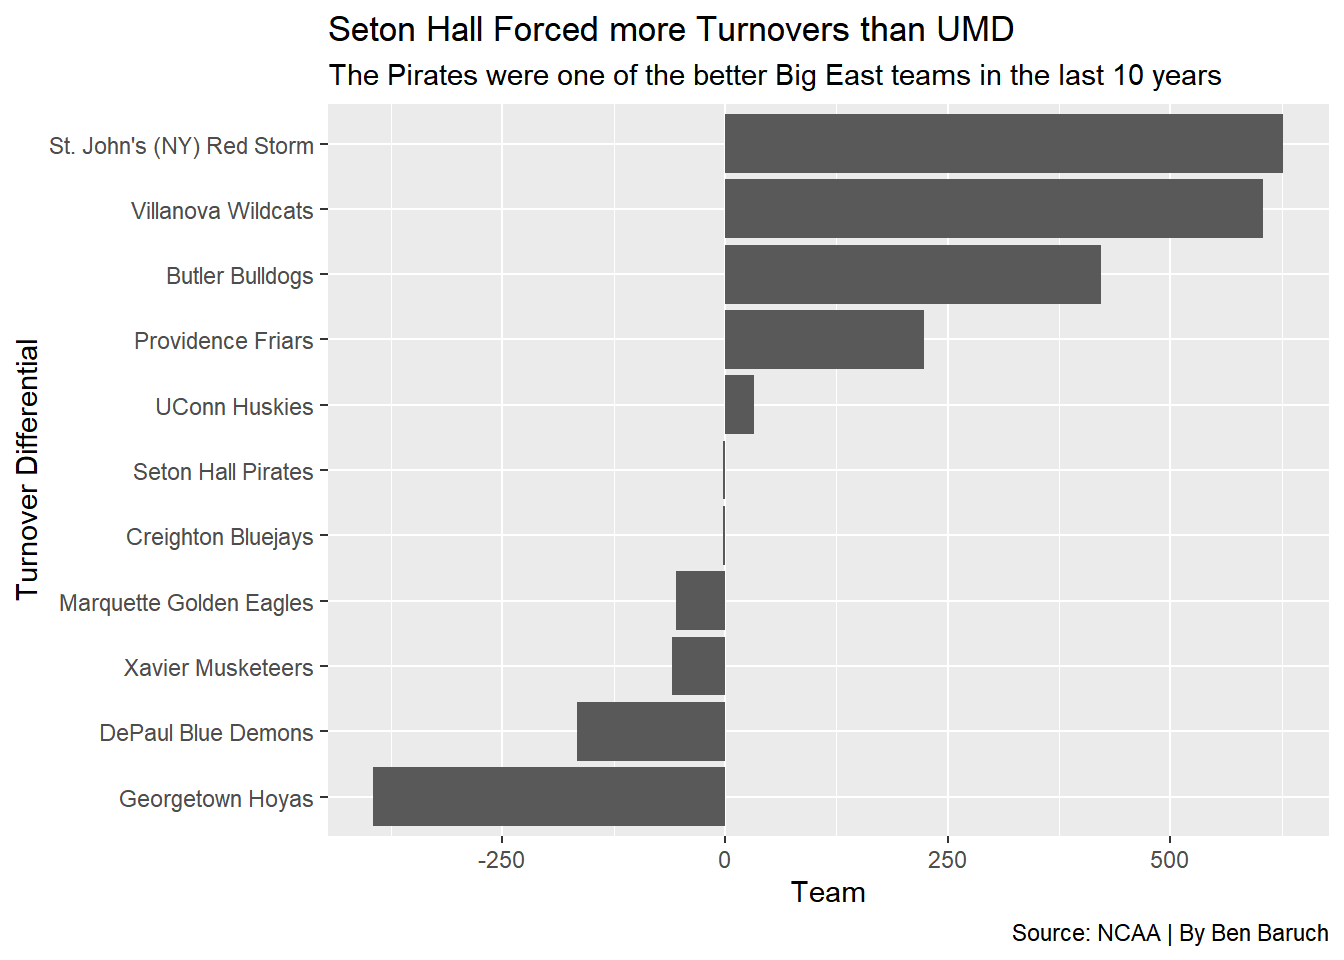 Seton Hall Forced more Turnovers than UMD
The Pirates were one of the better Big East teams in the last 10 years
St. John's (NY) Red Storm
Villanova Wildcats
Butler Bulldogs
Providence Friars
UConn Huskies
Seton Hall Pirates
Creighton Bluejays
Marquette Golden Eagles
Xavier Musketeers
DePaul Blue Demons
Georgetown Hoyas
Turnover Differential
-250
0
250
500
Team
Source: NCAA | By Ben Baruch